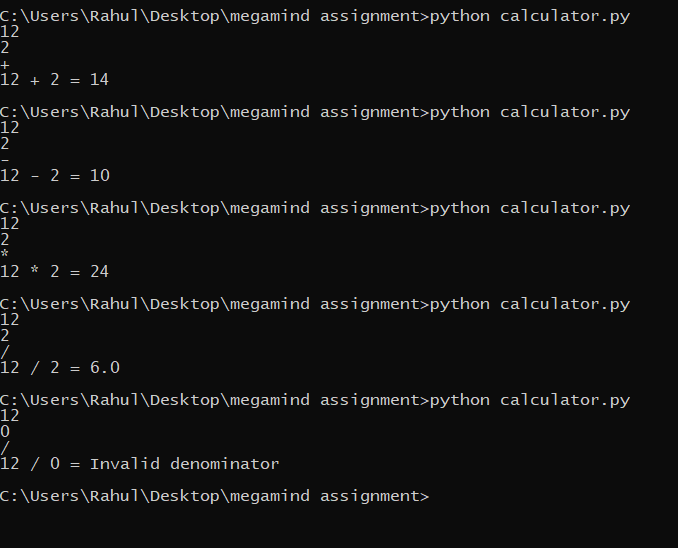 C:\Users\Rahul\Desktop\megamind assignment>python calculator.py
12
2
+
12 + 2 = 14
C:\Users\Rahul\Desktop\megamind assignment>python calculator.py
12
2
-
12 - 2 = 10
C:\Users\Rahul\Desktop\megamind assignment>python calculator.py
12
2
*
12 * 2 = 24
C:\Users\Rahul\Desktop\megamind assignment>python calculator.py
12
2
/
12 / 2 = 6.0
C:\Users\Rahul\Desktop\megamind assignment>python calculator.py
12
0
/
12 / 0 = Invalid denominator
C:\Users\Rahul\Desktop\megamind assignment>